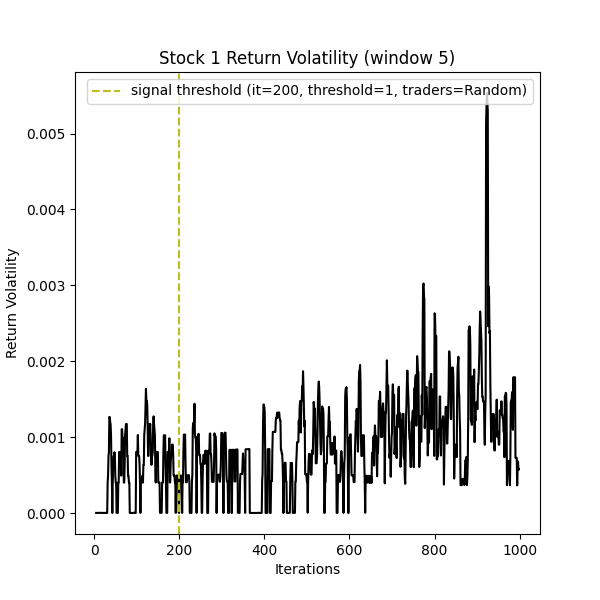 Stock 1 Return Volatility (window 5)
signal threshold (it=200, threshold=1, traders=Random)
Return Volatility
0.005
0.004
0.003
0.002
0.001
0.000
0 200 400 600 800 1000
Iterations